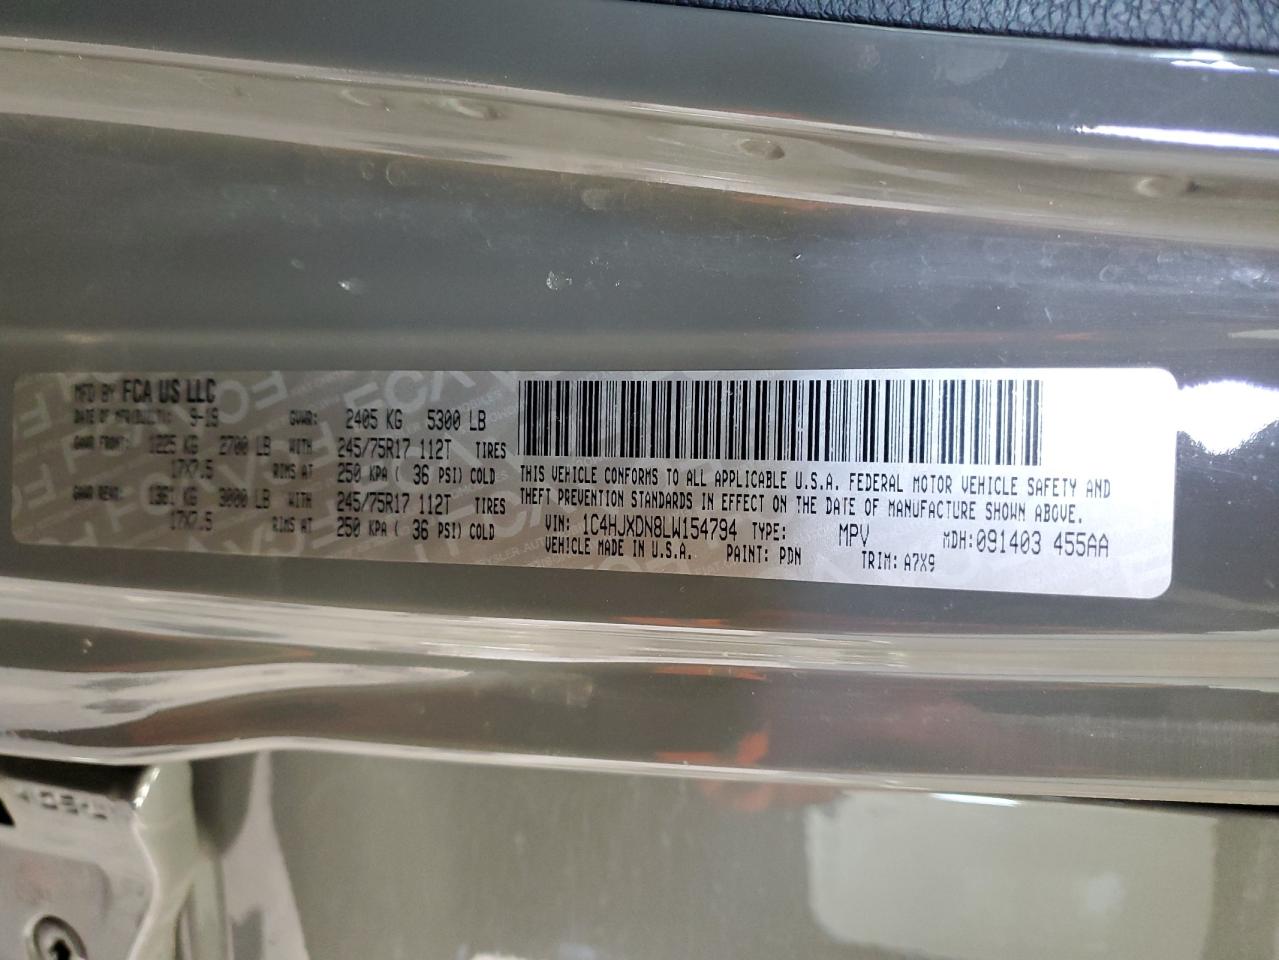 MFD BY FCA US LLC
DATE OF MFR 9-19 GVWR: 2405 KG 5300 LB
GAWR FRONT: 1225 KG 2700 LB WITH 245/75R17 112T TIRES
17X7.5 RIMS AT 250 KPA ( 36 PSI) COLD
GAWR REAR: 1361 KG 3000 LB WITH 245/75R17 112T TIRES
17X7.5 RIMS AT 250 KPA ( 36 PSI) COLD
THIS VEHICLE CONFORMS TO ALL APPLICABLE U.S.A. FEDERAL MOTOR VEHICLE SAFETY AND
THEFT PREVENTION STANDARDS IN EFFECT ON THE DATE OF MANUFACTURE SHOWN ABOVE.
VIN: 1C4HJXDN8LW154794 TYPE: MPV MDH:091403 455AA
VEHICLE MADE IN U.S.A. PAINT: PDN TRIM: A7X9